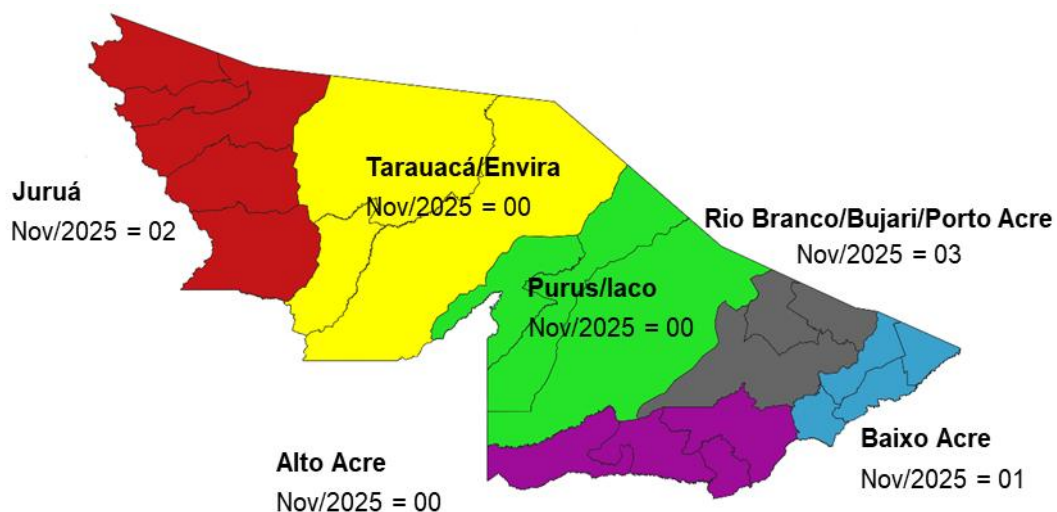 Tarauacá/Envira
Nov/2025 = 00
Juruá
Nov/2025 = 02
Rio Branco/Bujari/Porto Acre
Nov/2025 = 03
Purus/Iaco
Nov/2025 = 00
Baixo Acre
Nov/2025 = 01
Alto Acre
Nov/2025 = 00